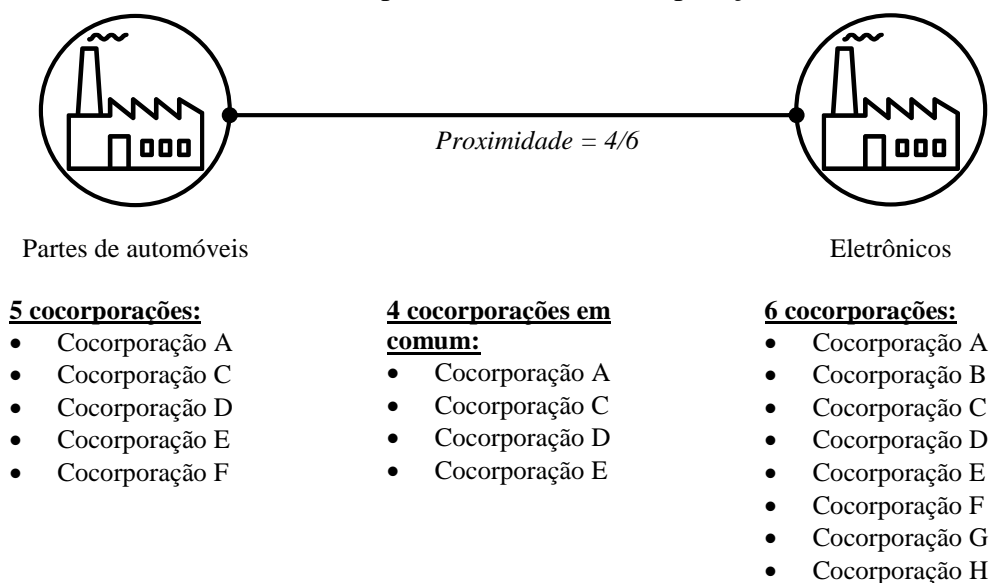 Proximidade = 4/6
Partes de automóveis
Eletrônicos
5 cocorporações:
• Cocorporação A
• Cocorporação C
• Cocorporação D
• Cocorporação E
• Cocorporação F
4 cocorporações em
comum:
• Cocorporação A
• Cocorporação C
• Cocorporação D
• Cocorporação E
6 cocorporações:
• Cocorporação A
• Cocorporação B
• Cocorporação C
• Cocorporação D
• Cocorporação E
• Cocorporação F
• Cocorporação G
• Cocorporação H